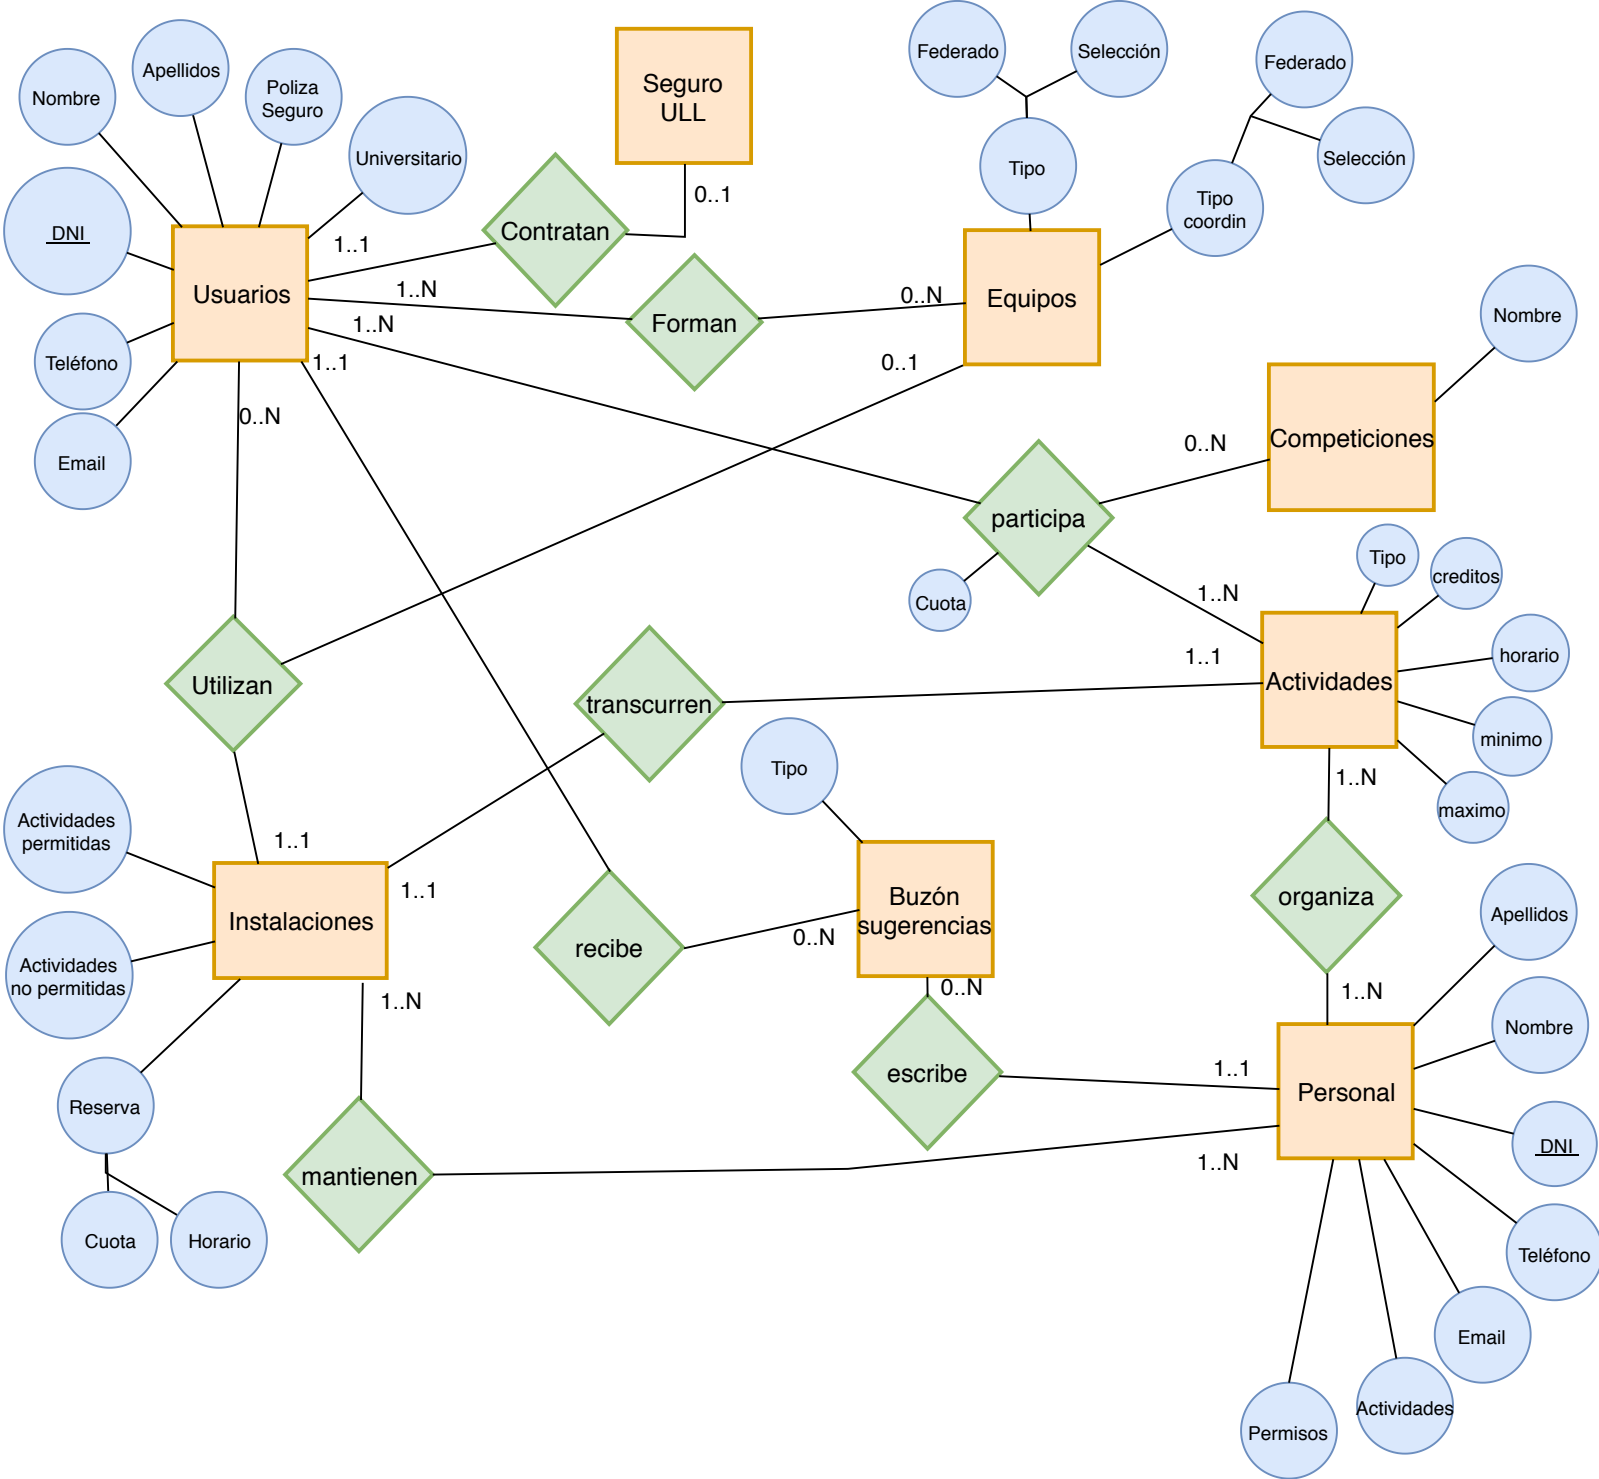 Federado
Selección
Federado
Apellidos
Nombre
Poliza
Seguro
Seguro
ULL
Universitario
Tipo
Selección
Tipo
coordin
0..1
DNI
Contratan
1..1
Usuarios
1..N
Forman
0..N
Equipos
Nombre
1..N
Teléfono
1..1
0..1
0..N
Email
0..N
Competiciones
participa
Cuota
1..N
Tipo
creditos
horario
1..1
Utilizan
transcurren
Actividades
minimo
Tipo
1..N
maximo
Actividades
permitidas
1..1
1..1
Instalaciones
Buzón
sugerencias
organiza
Apellidos
recibe
0..N
Actividades
no permitidas
1..N
0..N
1..N
Nombre
Reserva
escribe
1..1
Personal
DNI
mantienen
1..N
Cuota
Horario
Teléfono
Email
Actividades
Permisos